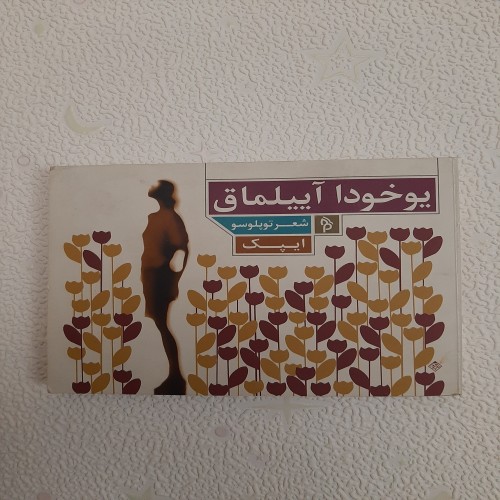 یوخودا آییلماق
شعر توپلوسو
ایپک